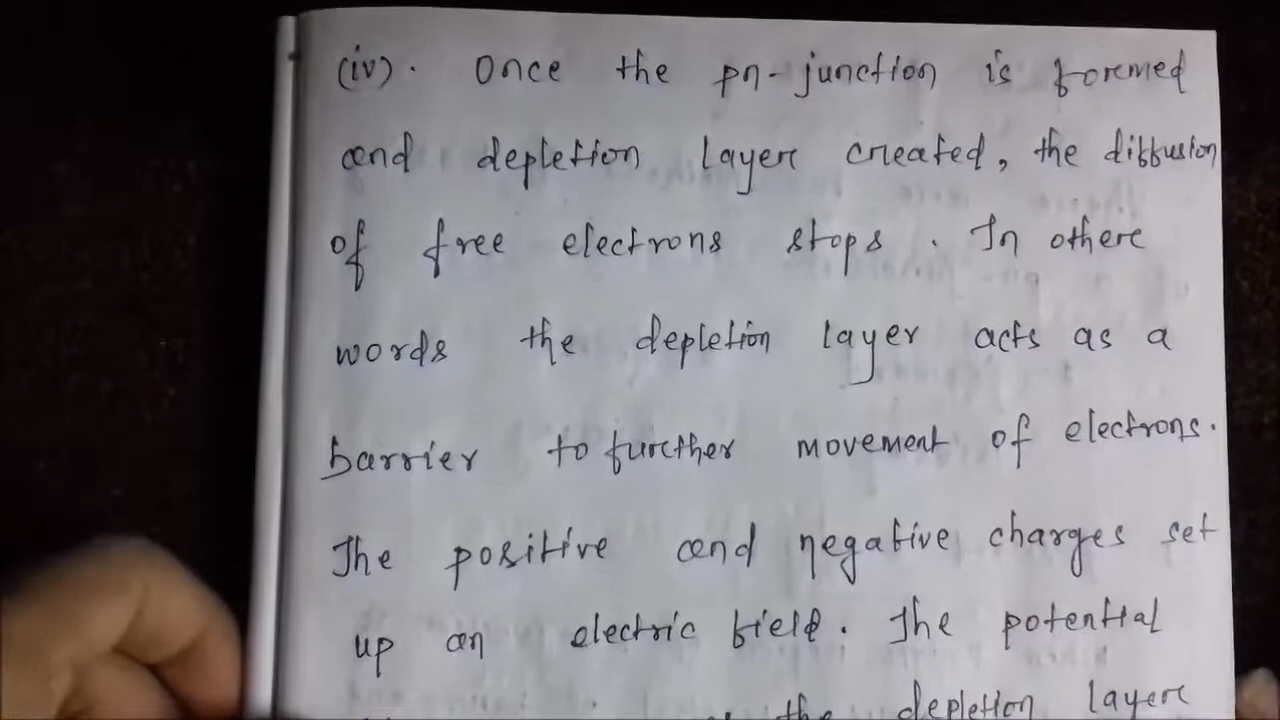 (iv). Once the pn-junction is formed
and depletion layer created, the diffusion
of free electrons stops. In other
words the depletion layer acts as a
barrier to further movement of electrons.
The positive and negative charges set
up an electric field. The potential
the depletion layer